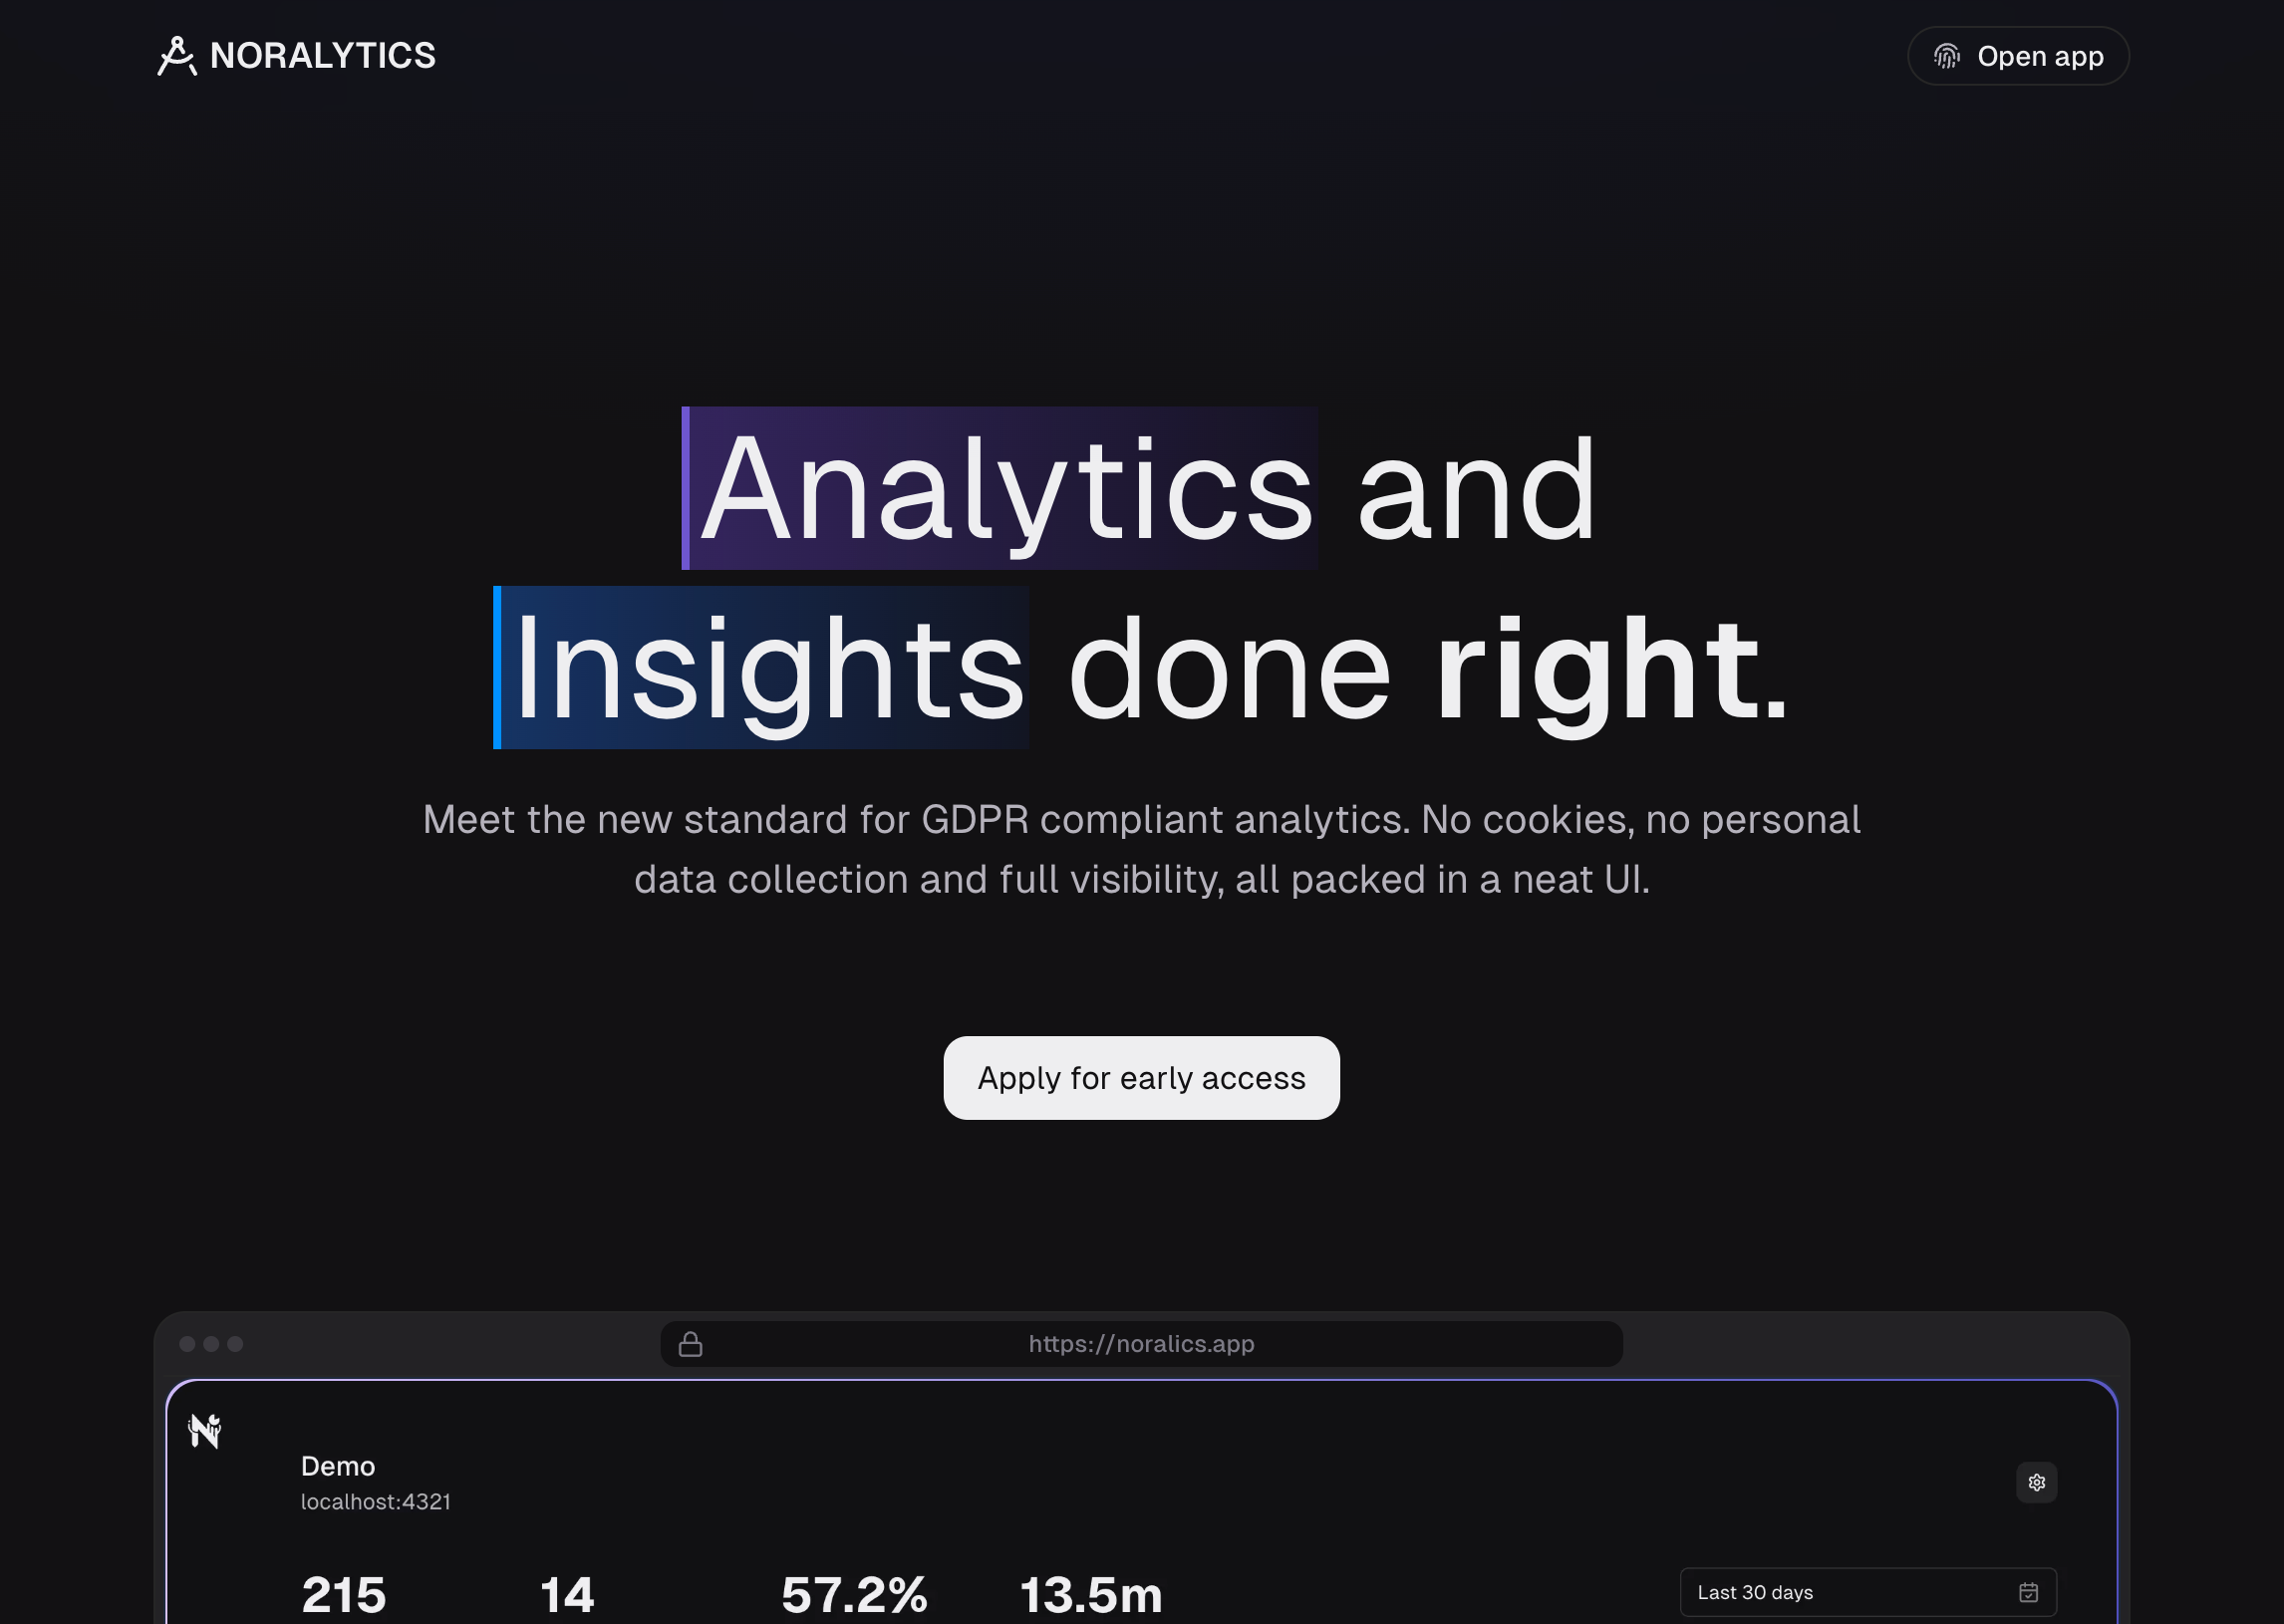 NORALYTICS
Open app
Analytics and
Insights done right.
Meet the new standard for GDPR compliant analytics. No cookies, no personal
data collection and full visibility, all packed in a neat UI.
Apply for early access
https://noralics.app
Demo
localhost:4321
215 14 57.2% 13.5m
Last 30 days